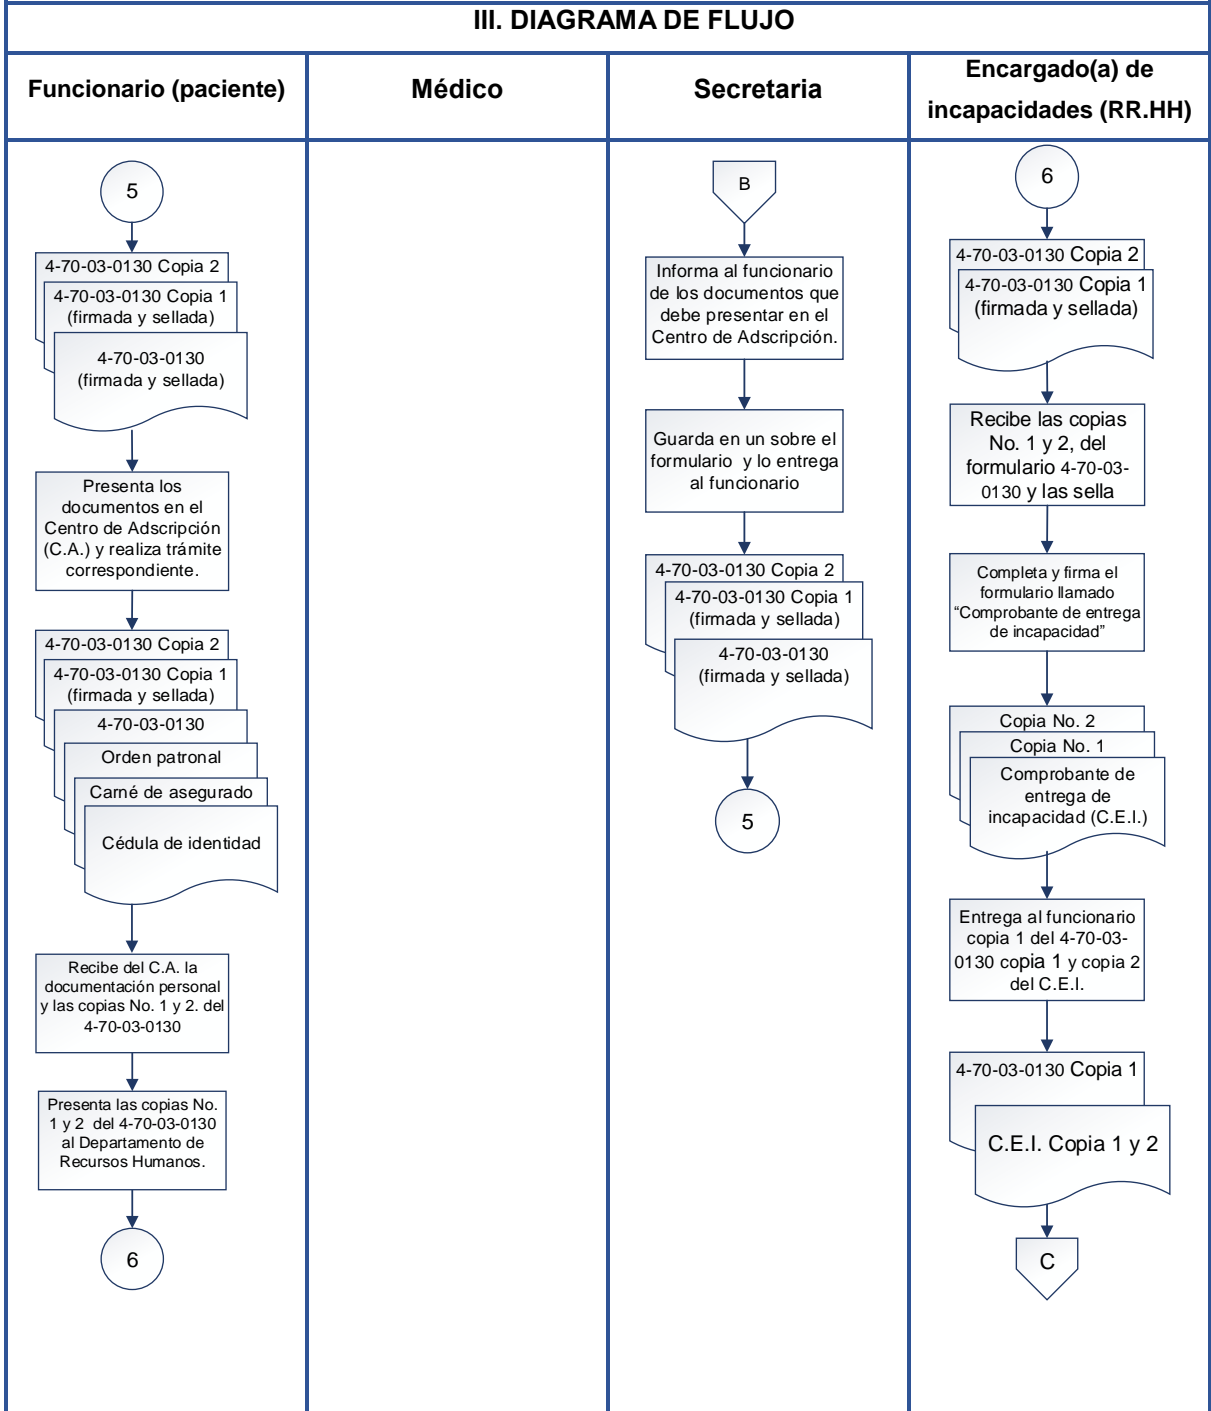 III. DIAGRAMA DE FLUJO
Funcionario (paciente)
Médico
Secretaria
Encargado(a) de
incapacidades (RR.HH)
5
4-70-03-0130 Copia 2
4-70-03-0130 Copia 1
(firmada y sellada)
4-70-03-0130
(firmada y sellada)
Presenta los
documentos en el
Centro de Adscripción
(C.A.) y realiza trámite
correspondiente.
4-70-03-0130 Copia 2
4-70-03-0130 Copia 1
(firmada y sellada)
4-70-03-0130
Orden patronal
Carné de asegurado
Cédula de identidad
Recibe del C.A. la
documentación personal
y las copias No. 1 y 2. del
4-70-03-0130
Presenta las copias No.
1 y 2 del 4-70-03-0130
al Departamento de
Recursos Humanos.
6
B
Informa al funcionario
de los documentos que
debe presentar en el
Centro de Adscripción.
Guarda en un sobre el
formulario y lo entrega
al funcionario
4-70-03-0130 Copia 2
4-70-03-0130 Copia 1
(firmada y sellada)
4-70-03-0130
(firmada y sellada)
5
6
4-70-03-0130 Copia 2
4-70-03-0130 Copia 1
(firmada y sellada)
Recibe las copias
No. 1 y 2, del
formulario 4-70-03-
0130 y las sella
Completa y firma el
formulario llamado
“Comprobante de entrega
de incapacidad”
Copia No. 2
Copia No. 1
Comprobante de
entrega de
incapacidad (C.E.I.)
Entrega al funcionario
copia 1 del 4-70-03-
0130 copia 1 y copia 2
del C.E.I.
4-70-03-0130 Copia 1
C.E.I. Copia 1 y 2
C